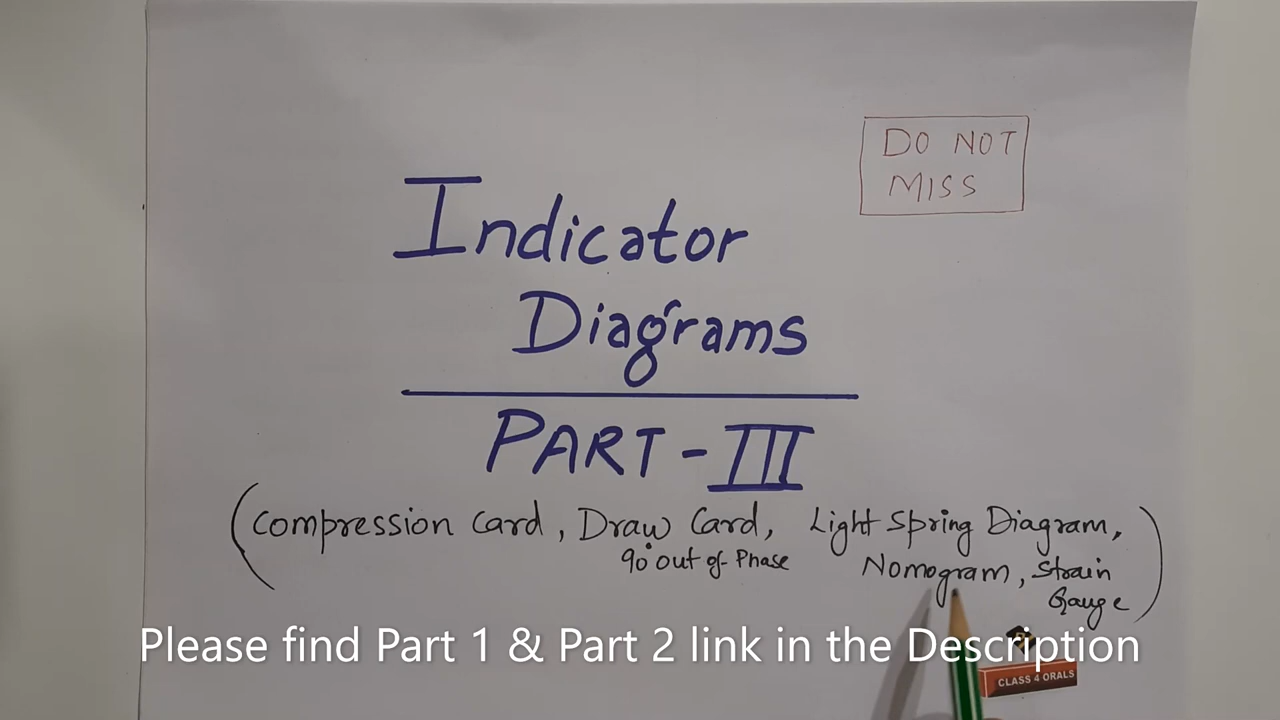 DO NOT
MISS
Indicator
Diagrams
PART-III
(Compression Card, Draw Card, Light Spring Diagram,
90° out of Phase
Nomogram, Strain
Gauge)
Please find Part 1 & Part 2 link in the Description
CLASS 4 ORALS